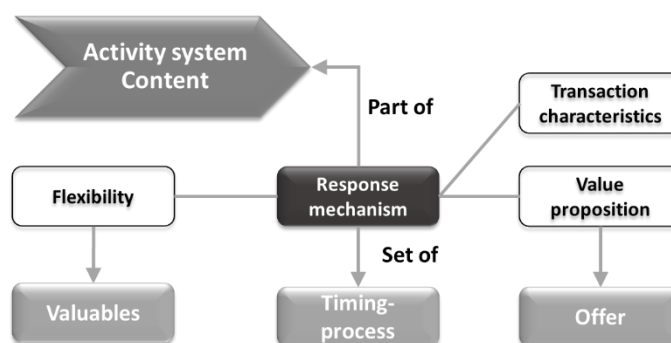 Activity system
Content
Part of
Transaction
characteristics
Flexibility
Response
mechanism
Value
proposition
Set of
Valuables
Timing-
process
Offer